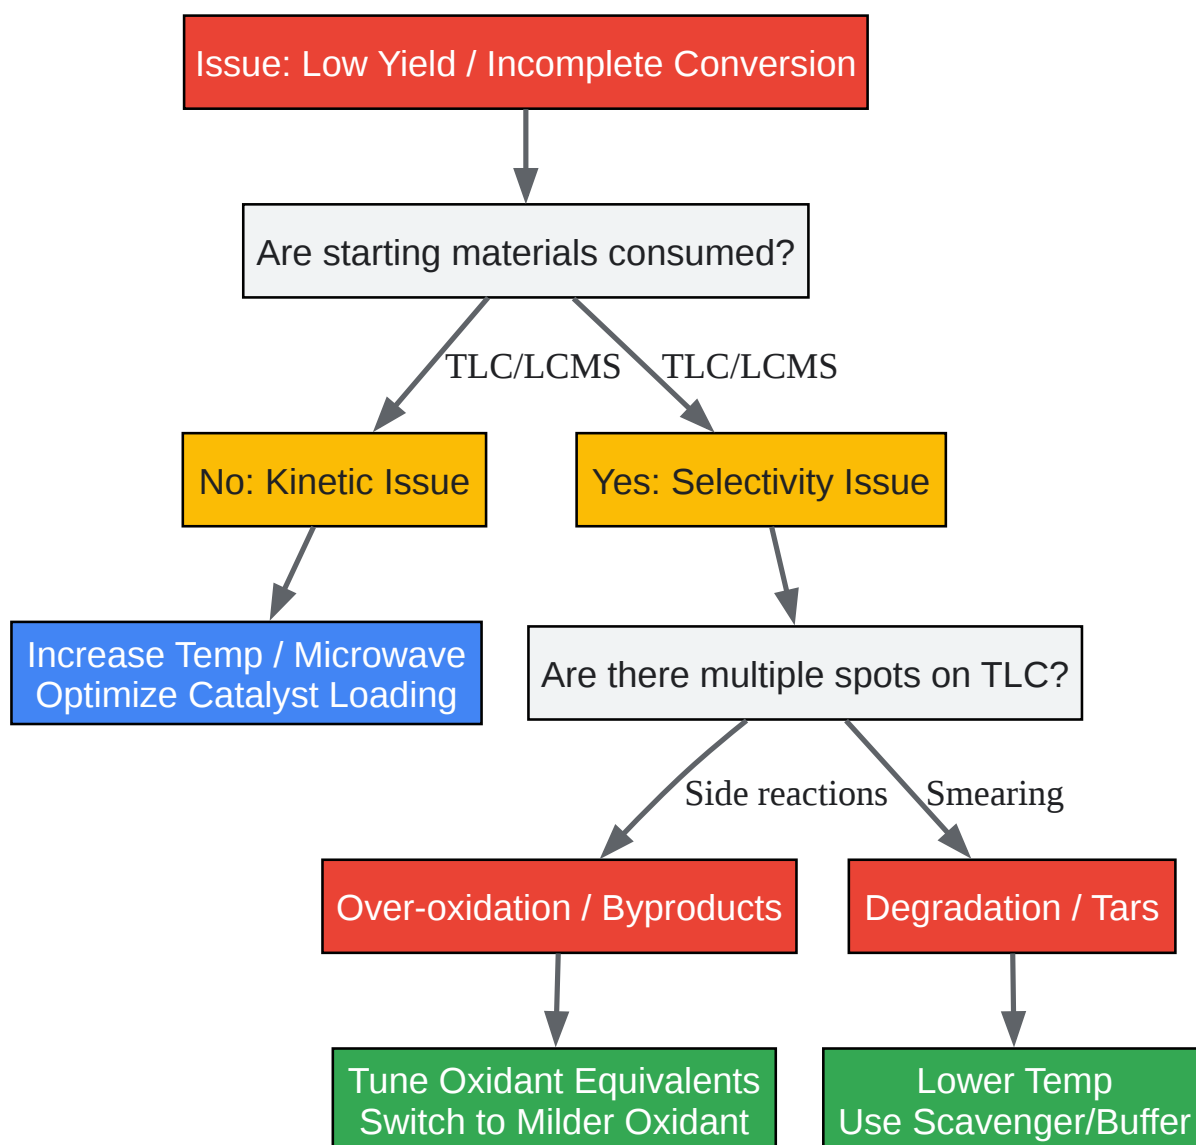 Issue: Low Yield / Incomplete Conversion
Are starting materials consumed?
TLC/LCMS
TLC/LCMS
No: Kinetic Issue
Yes: Selectivity Issue
Increase Temp / Microwave
Optimize Catalyst Loading
Are there multiple spots on TLC?
Side reactions
Smearing
Over-oxidation / Byproducts
Degradation / Tars
Tune Oxidant Equivalents
Switch to Milder Oxidant
Lower Temp
Use Scavenger/Buffer